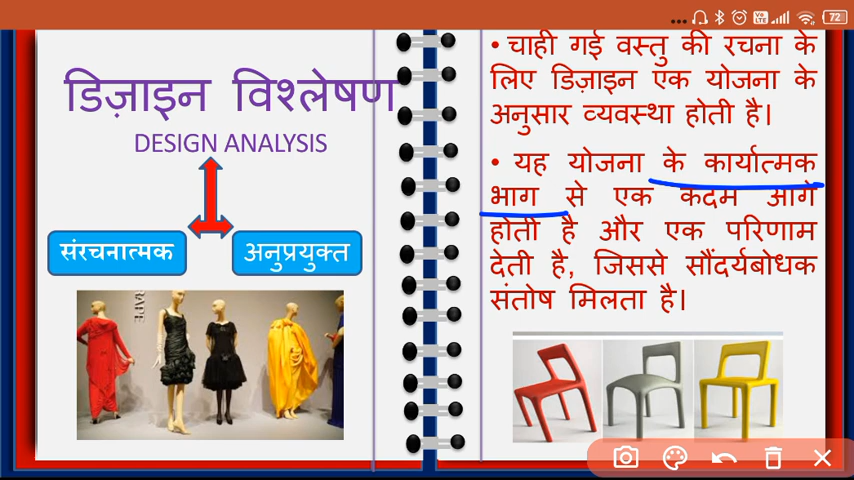 72
डिज़ाइन विश्लेषण
DESIGN ANALYSIS
संरचनात्मक
अनुप्रयुक्त
• चाही गई वस्तु की रचना के
लिए डिज़ाइन एक योजना के
अनुसार व्यवस्था होती है।
• यह योजना के कार्यात्मक
भाग से एक कदम आगे
होती है और एक परिणाम
देती है, जिससे सौंदर्यबोधक
संतोष मिलता है।